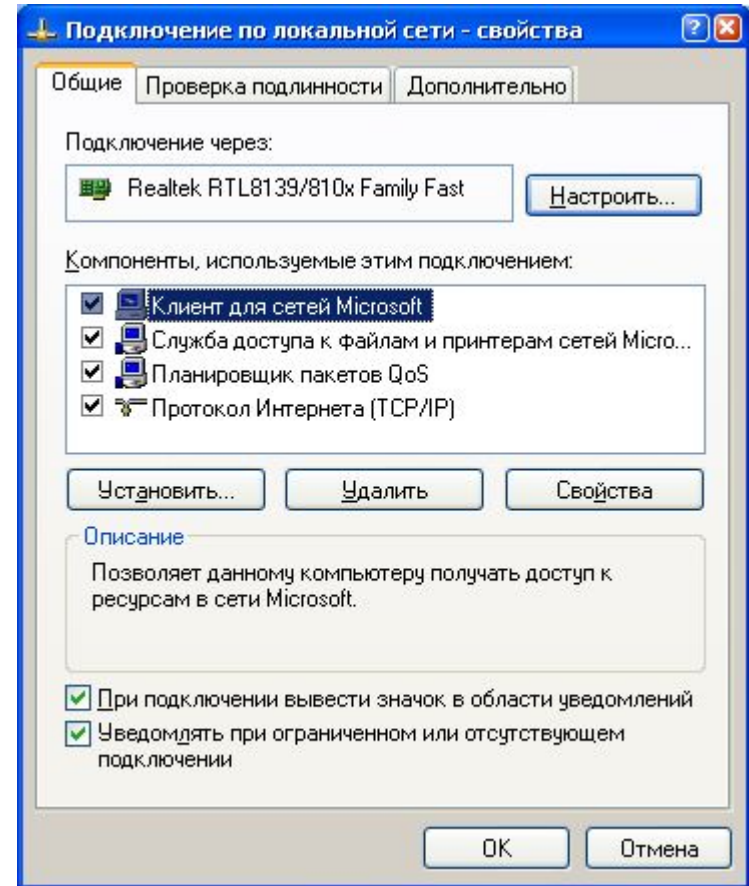 Подключение по локальной сети - свойства
Общие
Проверка подлинности
Дополнительно
Подключение через:
Realtek RTL8139/810x Family Fast
Настроить...
Компоненты, используемые этим подключением:
Клиент для сетей Microsoft
Служба доступа к файлам и принтерам сетей Micro...
Планировщик пакетов QoS
Протокол Интернета (TCP/IP)
Установить...
Удалить
Свойства
Описание
Позволяет данному компьютеру получать доступ к
ресурсам в сети Microsoft.
При подключении вывести значок в области уведомлений
Уведомлять при ограниченном или отсутствующем
подключении
OK
Отмена